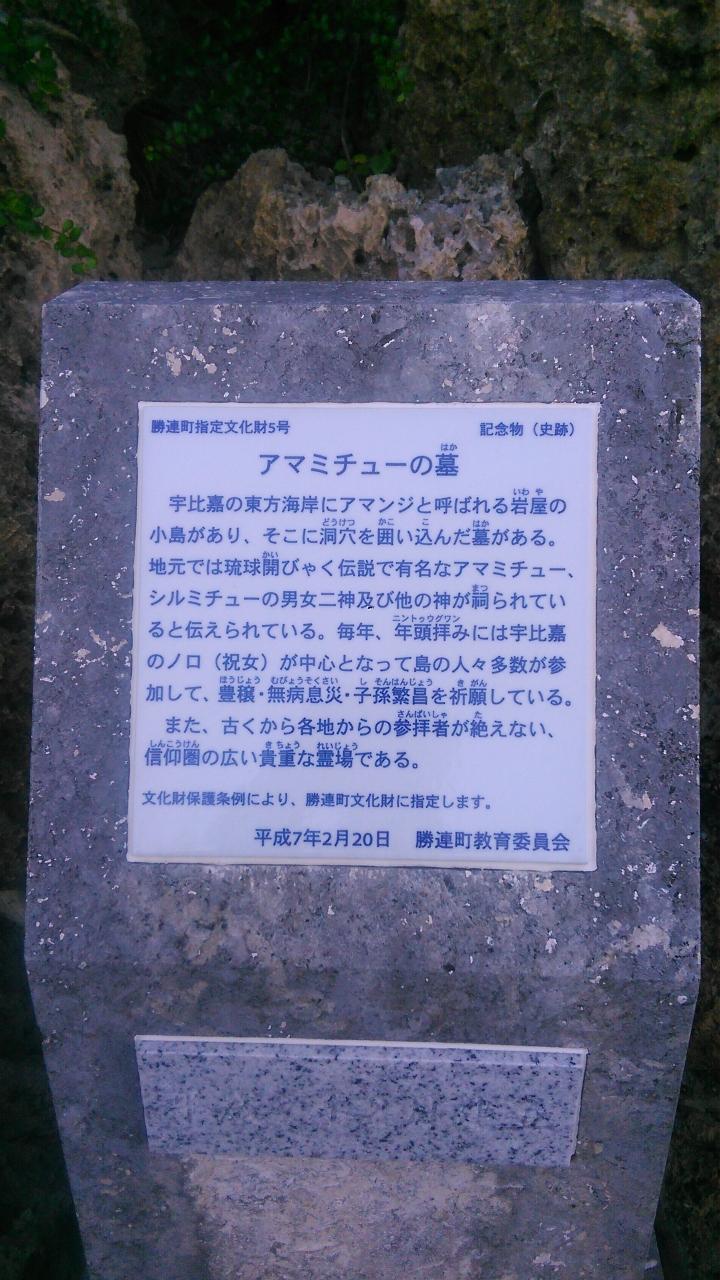 勝連町指定文化財5号 記念物（史跡）
アマミチューの墓
宇比嘉の東方海岸にアマンジと呼ばれる岩屋の
小島があり、そこに洞穴を囲い込んだ墓がある。
地元では琉球開びゃく伝説で有名なアマミチュー、
シルミチューの男女二神及び他の神が祠られてい
ると伝えられている。毎年、年頭拝みには宇比嘉
のノロ（祝女）が中心となって島の人々多数が参
加して、豊穣・無病息災・子孫繁昌を祈願している。
また、古くから各地からの参拝者が絶えない、
信仰圏の広い貴重な霊場である。
文化財保護条例により、勝連町文化財に指定します。
平成7年2月20日 勝連町教育委員会